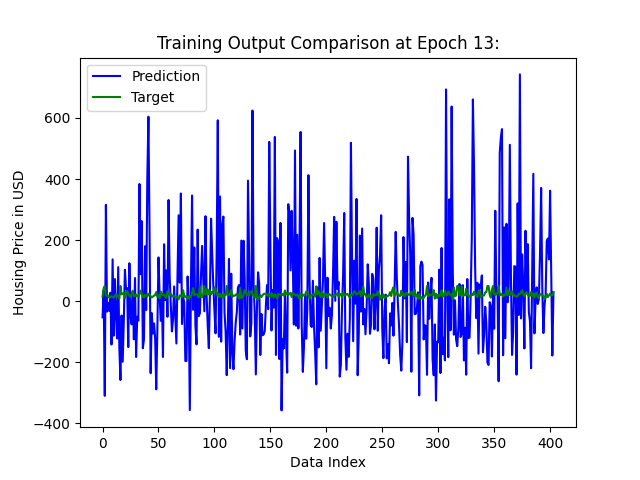 Training Output Comparison at Epoch 13:
Prediction
Target
Housing Price in USD
600
400
200
0
−200
−400
0 50 100 150 200 250 300 350 400
Data Index